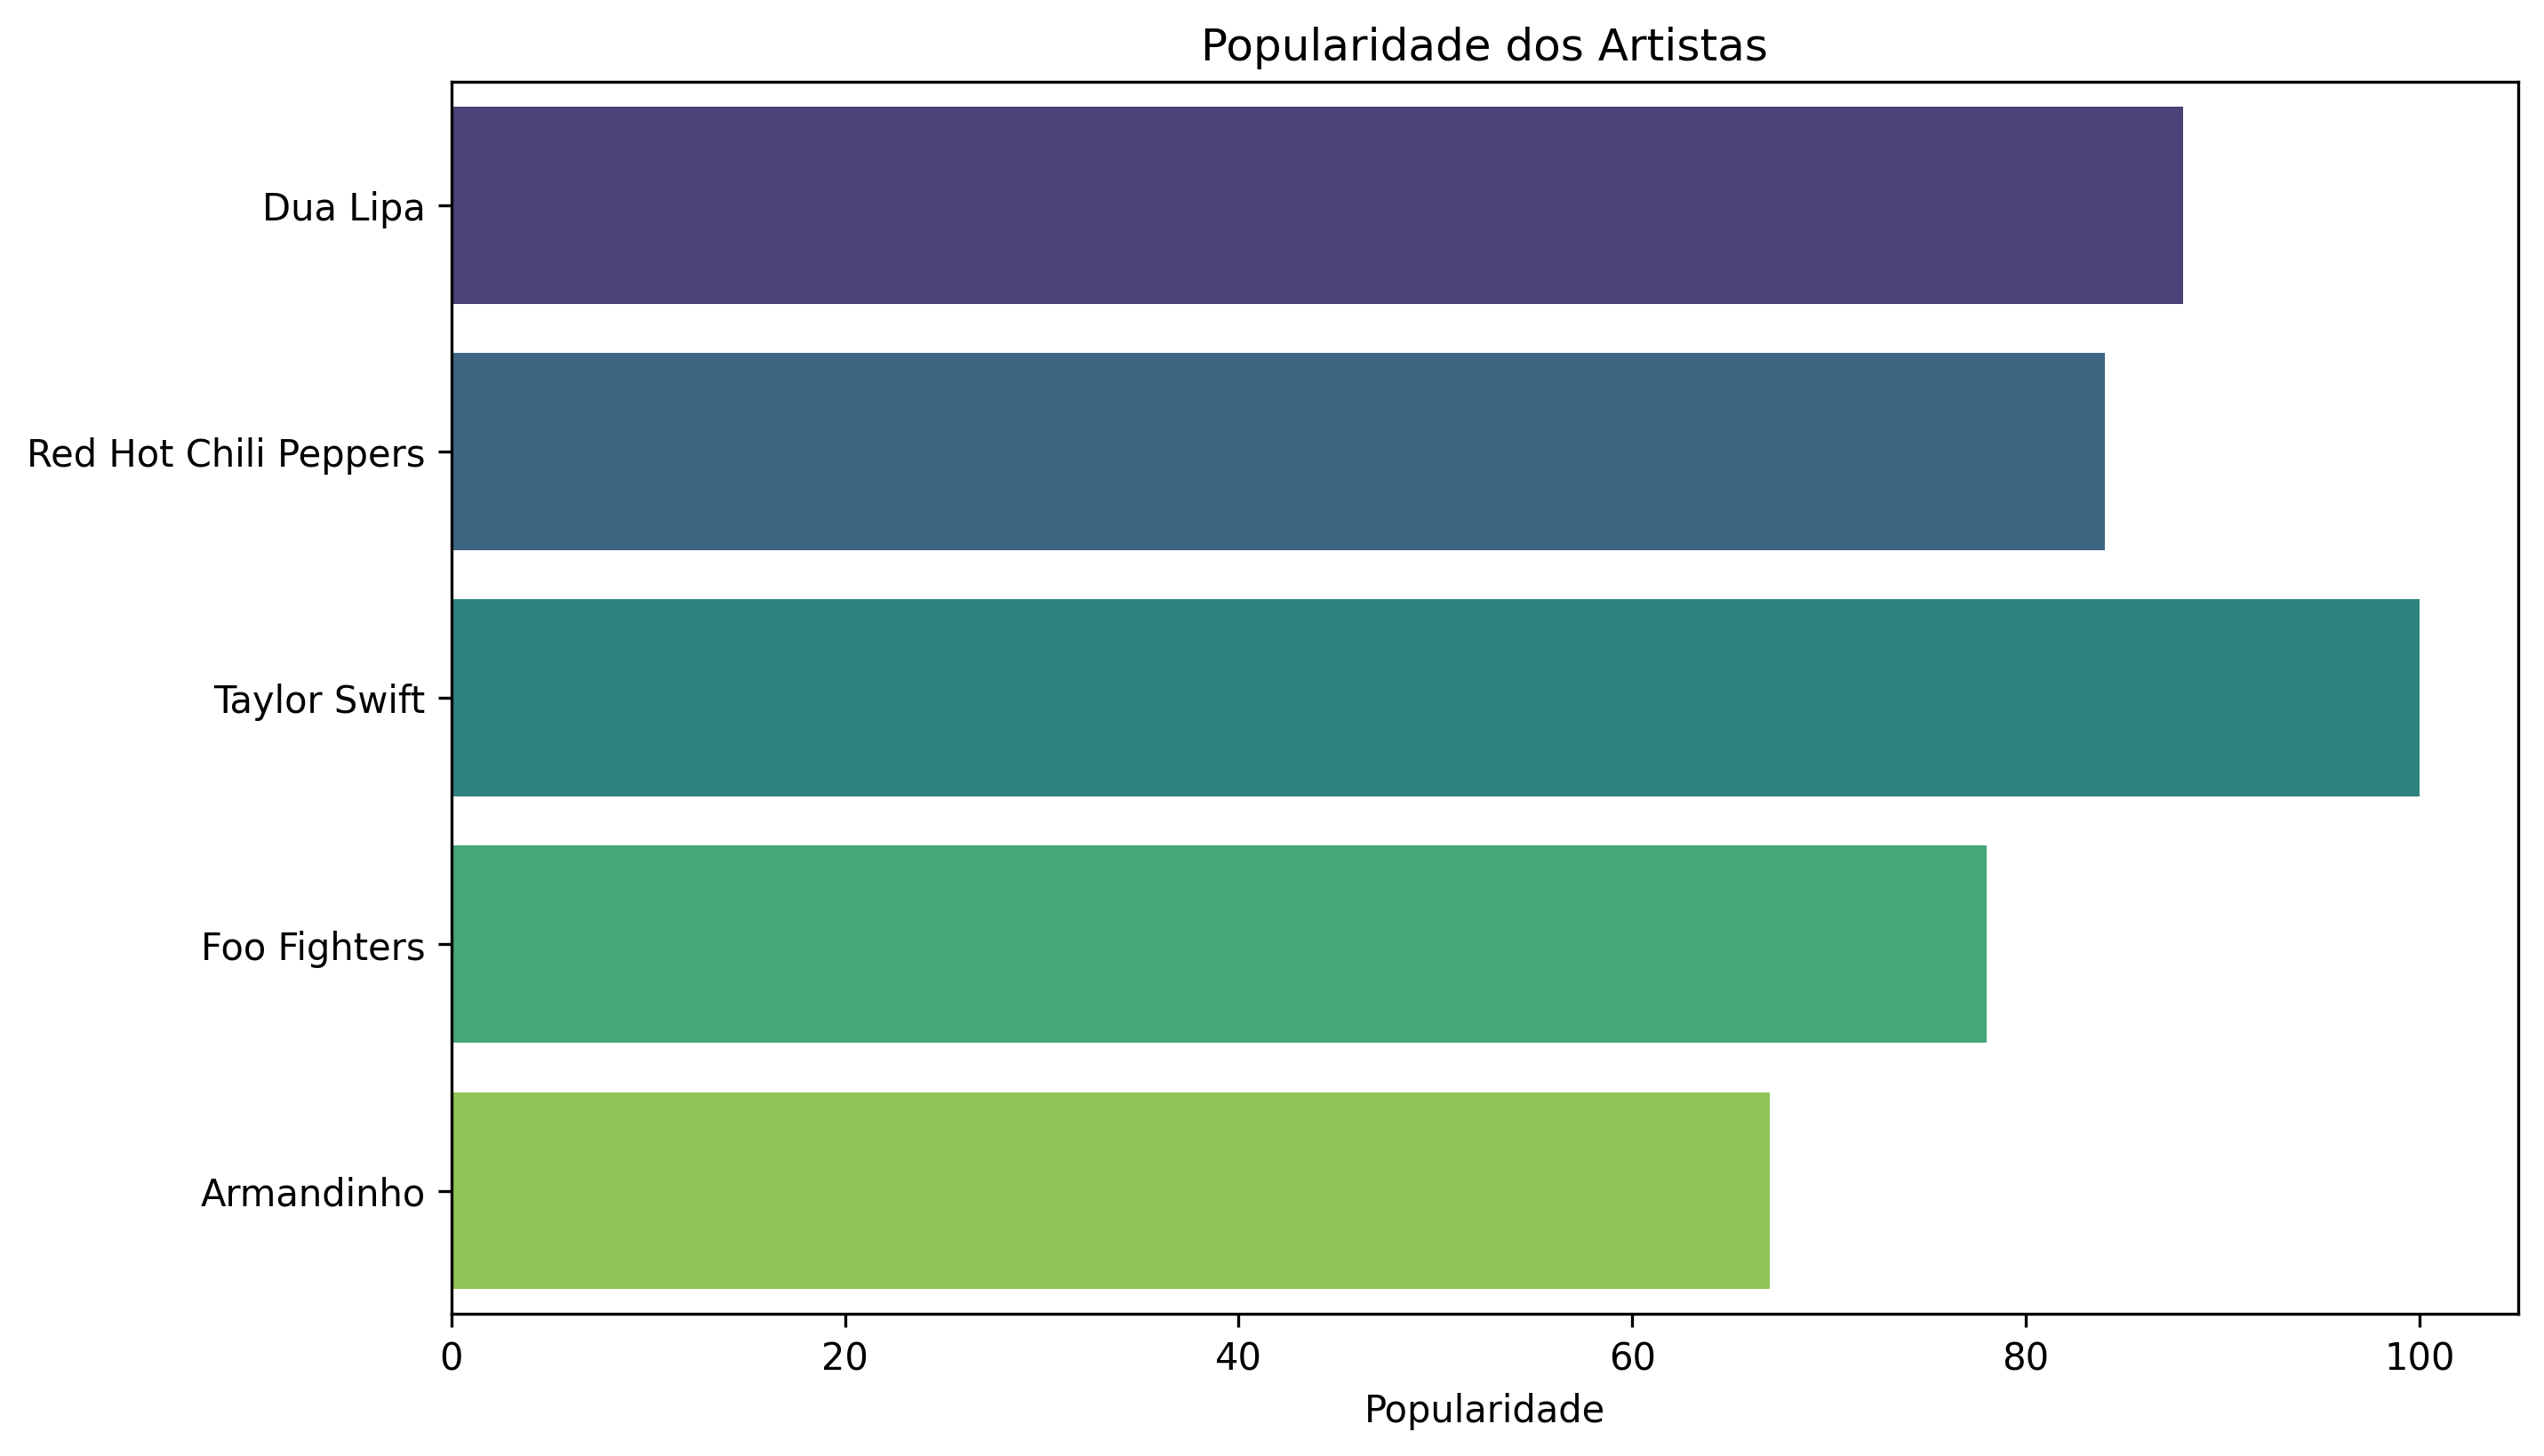 Popularidade dos Artistas
Dua Lipa
Red Hot Chili Peppers
Taylor Swift
Foo Fighters
Armandinho
0 20 40 60 80 100
Popularidade